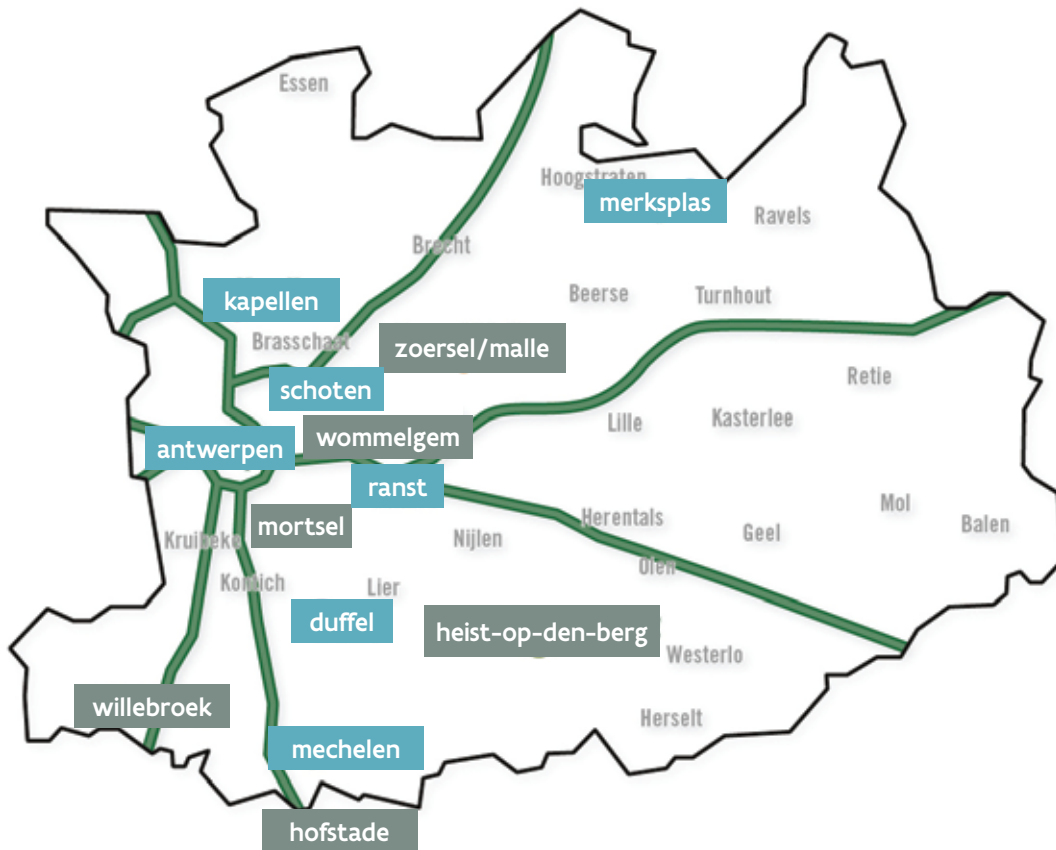 Essen
Hoogstraten
merksplas
Ravels
Brecht
kapellen
Beerse
Turnhout
Brasschaat
zoersel/malle
Retie
schoten
Lille
Kasterlee
wommelgem
antwerpen
ranst
Mol
Herentals
Balen
mortsel
Geel
Kruibeke
Nijlen
Olen
Kontich
Lier
duffel
heist-op-den-berg
Westerlo
willebroek
Herselt
mechelen
hofstade